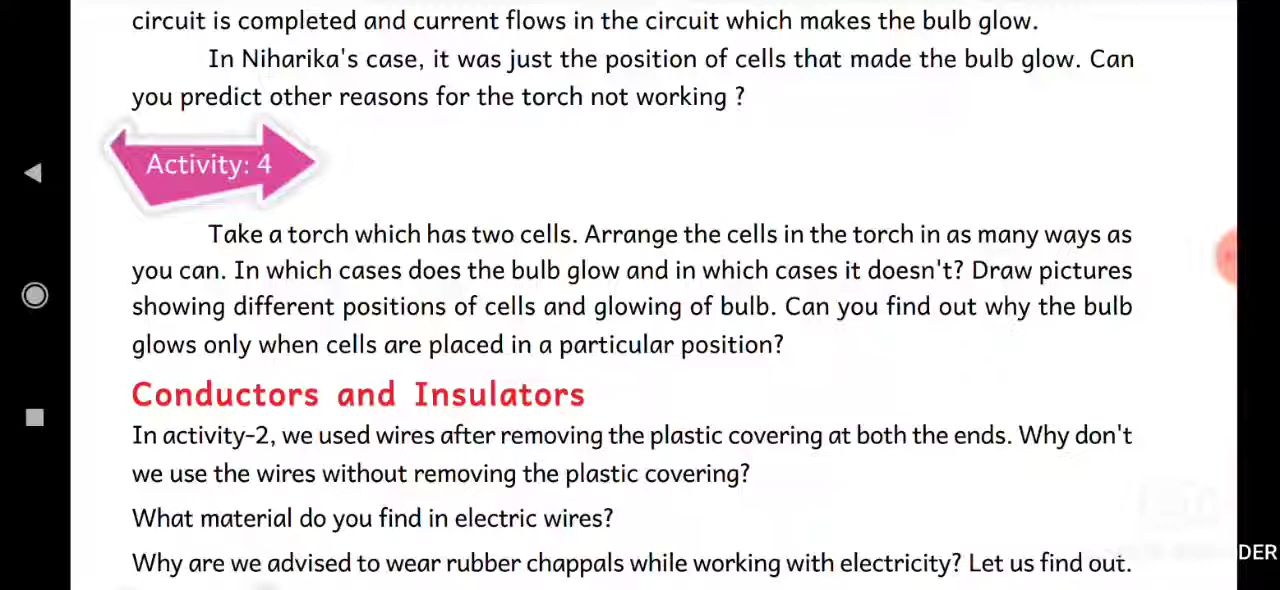 circuit is completed and current flows in the circuit which makes the bulb glow.
In Niharika's case, it was just the position of cells that made the bulb glow. Can
you predict other reasons for the torch not working ?
Activity: 4
Take a torch which has two cells. Arrange the cells in the torch in as many ways as
you can. In which cases does the bulb glow and in which cases it doesn't? Draw pictures
showing different positions of cells and glowing of bulb. Can you find out why the bulb
glows only when cells are placed in a particular position?
Conductors and Insulators
In activity-2, we used wires after removing the plastic covering at both the ends. Why don't
we use the wires without removing the plastic covering?
What material do you find in electric wires?
DER
Why are we advised to wear rubber chappals while working with electricity? Let us find out.